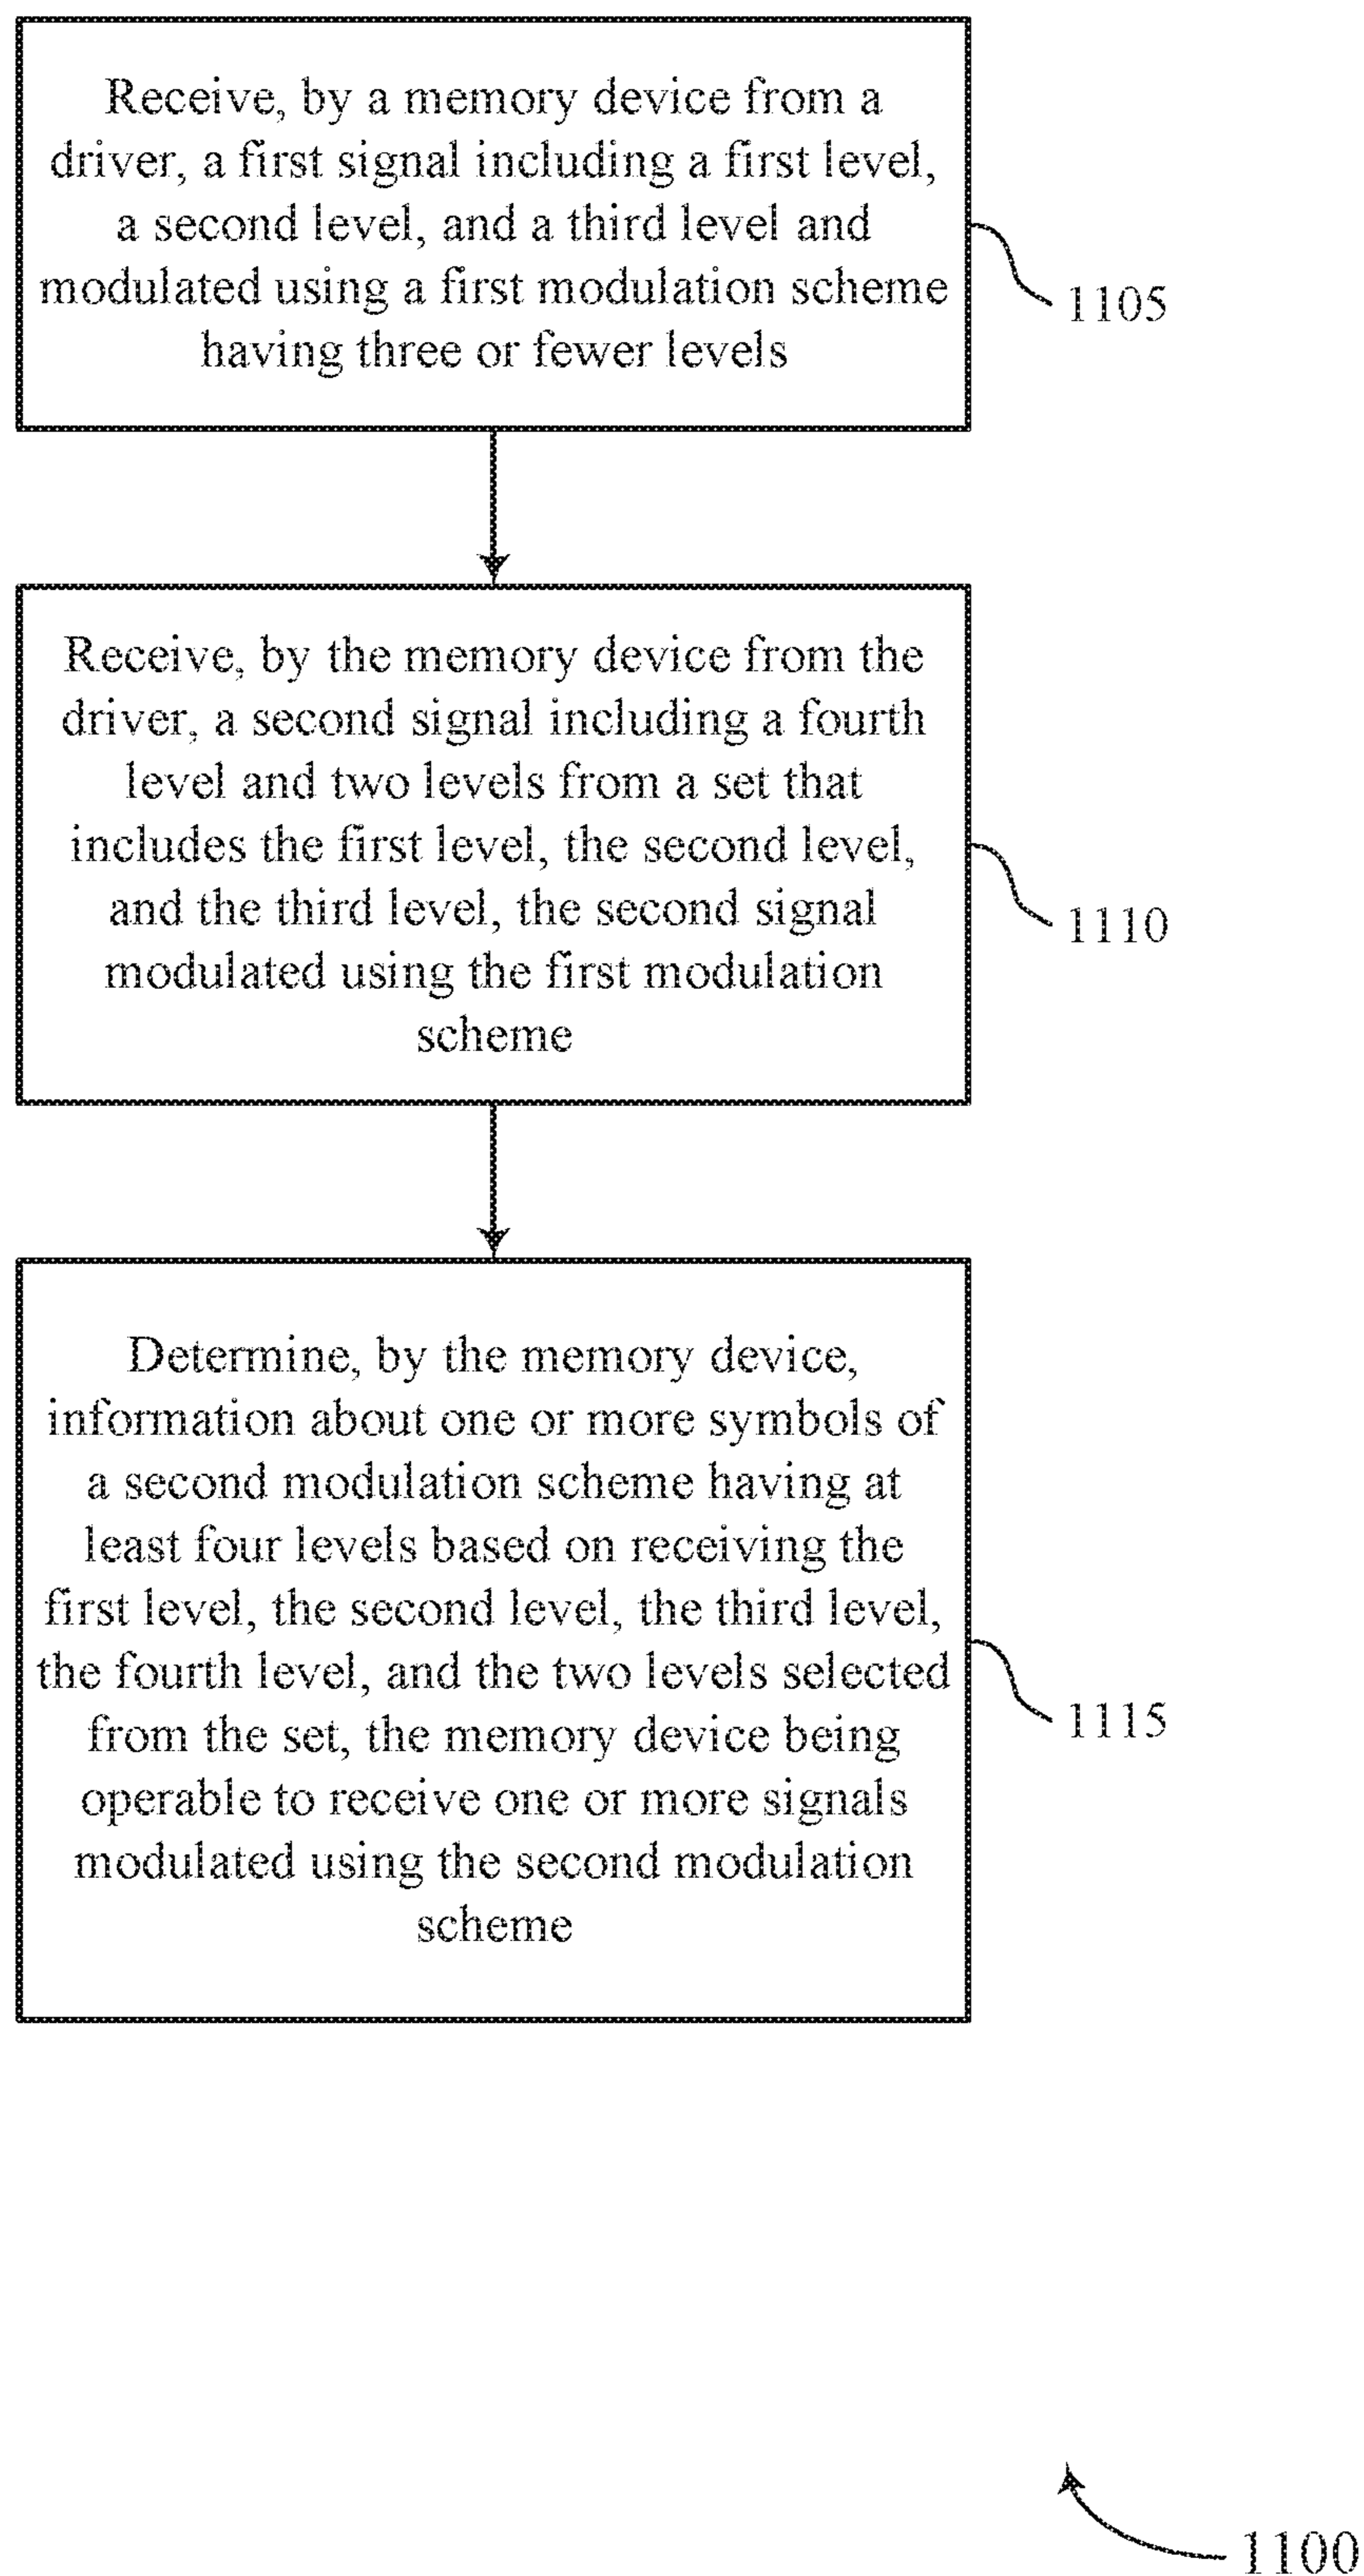 Receive, by a memory device from a
driver, a first signal including a first level,
a second level, and a third level and
modulated using a first modulation scheme
having three or fewer levels
1105
Receive, by the memory device from the
driver, a second signal including a fourth
level and two levels from a set that
includes the first level, the second level,
and the third level, the second signal
modulated using the first modulation
scheme
1110
Determine, by the memory device,
information about one or more symbols of
a second modulation scheme having at
least four levels based on receiving the
first level, the second level, the third level,
the fourth level, and the two levels selected
from the set, the memory device being
operable to receive one or more signals
modulated using the second modulation
scheme
1115
1100